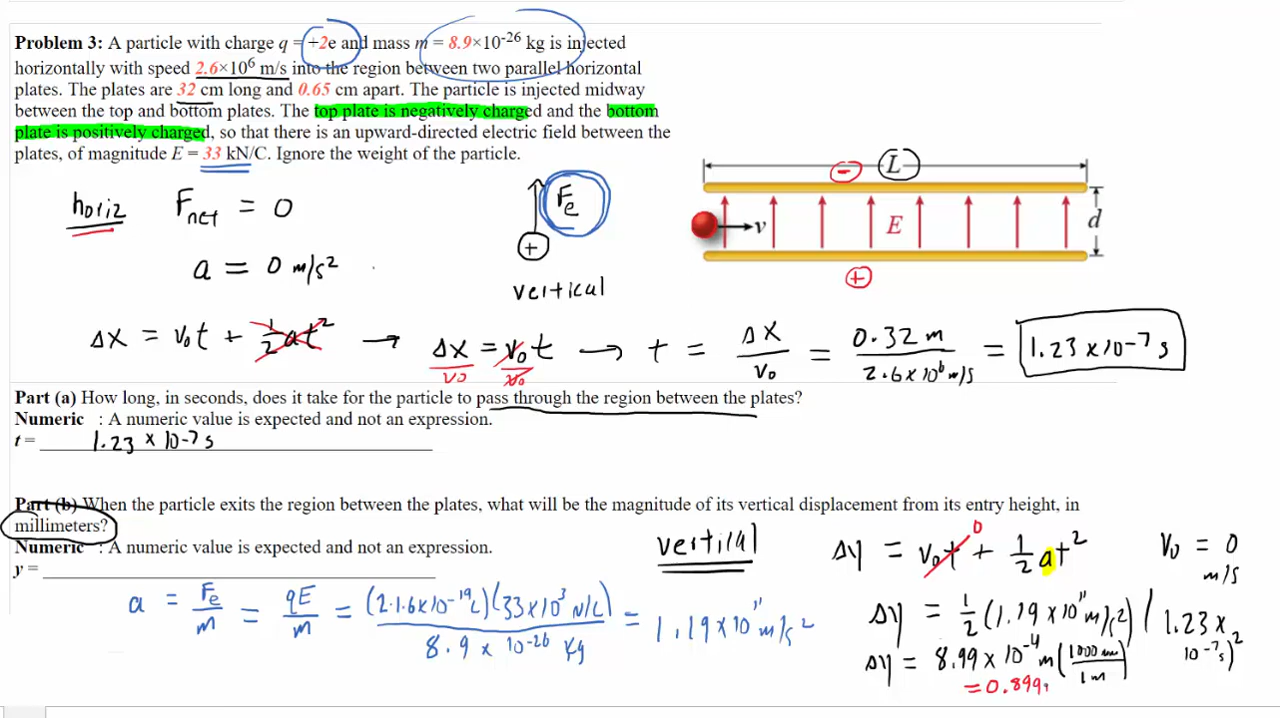 Problem 3: A particle with charge q = +2e and mass m = 8.9×10⁻²⁶ kg is injected
horizontally with speed 2.6×10⁶ m/s into the region between two parallel horizontal
plates. The plates are 32 cm long and 0.65 cm apart. The particle is injected midway
between the top and bottom plates. The top plate is negatively charged and the bottom
plate is positively charged, so that there is an upward-directed electric field between the
plates, of magnitude E = 33 kN/C. Ignore the weight of the particle.
- L
v E d
+
horiz Fnet = 0
a = 0 m/s²
Fe
+
vertical
Δx = v₀t + ½at² → Δx = v₀t → t = Δx/v₀ = 0.32 m / 2.6×10⁶ m/s = 1.23×10⁻⁷ s
v₀ v₀
Part (a) How long, in seconds, does it take for the particle to pass through the region between the plates?
Numeric : A numeric value is expected and not an expression.
t = 1.23 × 10⁻⁷ s
Part (b) When the particle exits the region between the plates, what will be the magnitude of its vertical displacement from its entry height, in
millimeters?
Numeric : A numeric value is expected and not an expression.
y =
vertical Δy = v₀t 0 + ½at² v₀ = 0 m/s
a = Fe/m = qE/m = (2·1.6×10⁻¹⁹C)(33×10³ N/C) / 8.9 × 10⁻²⁶ kg = 1.19×10¹¹ m/s²
Δy = ½(1.19×10¹¹ m/s²)(1.23× 10⁻⁷s)²
Δy = 8.99×10⁻⁴ m (1000 mm / 1m)
= 0.899